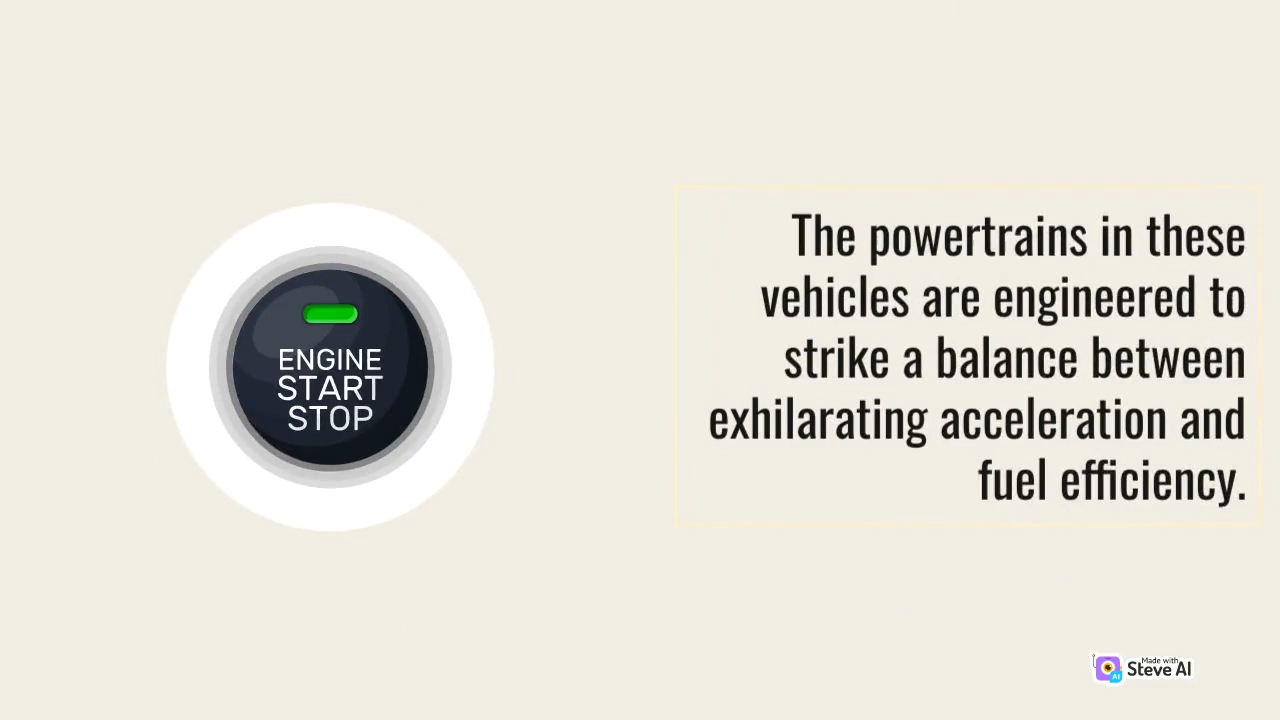 ENGINE
START
STOP
The powertrains in these
vehicles are engineered to
strike a balance between
exhilarating acceleration and
fuel efficiency.
Made with
Steve AI
AI